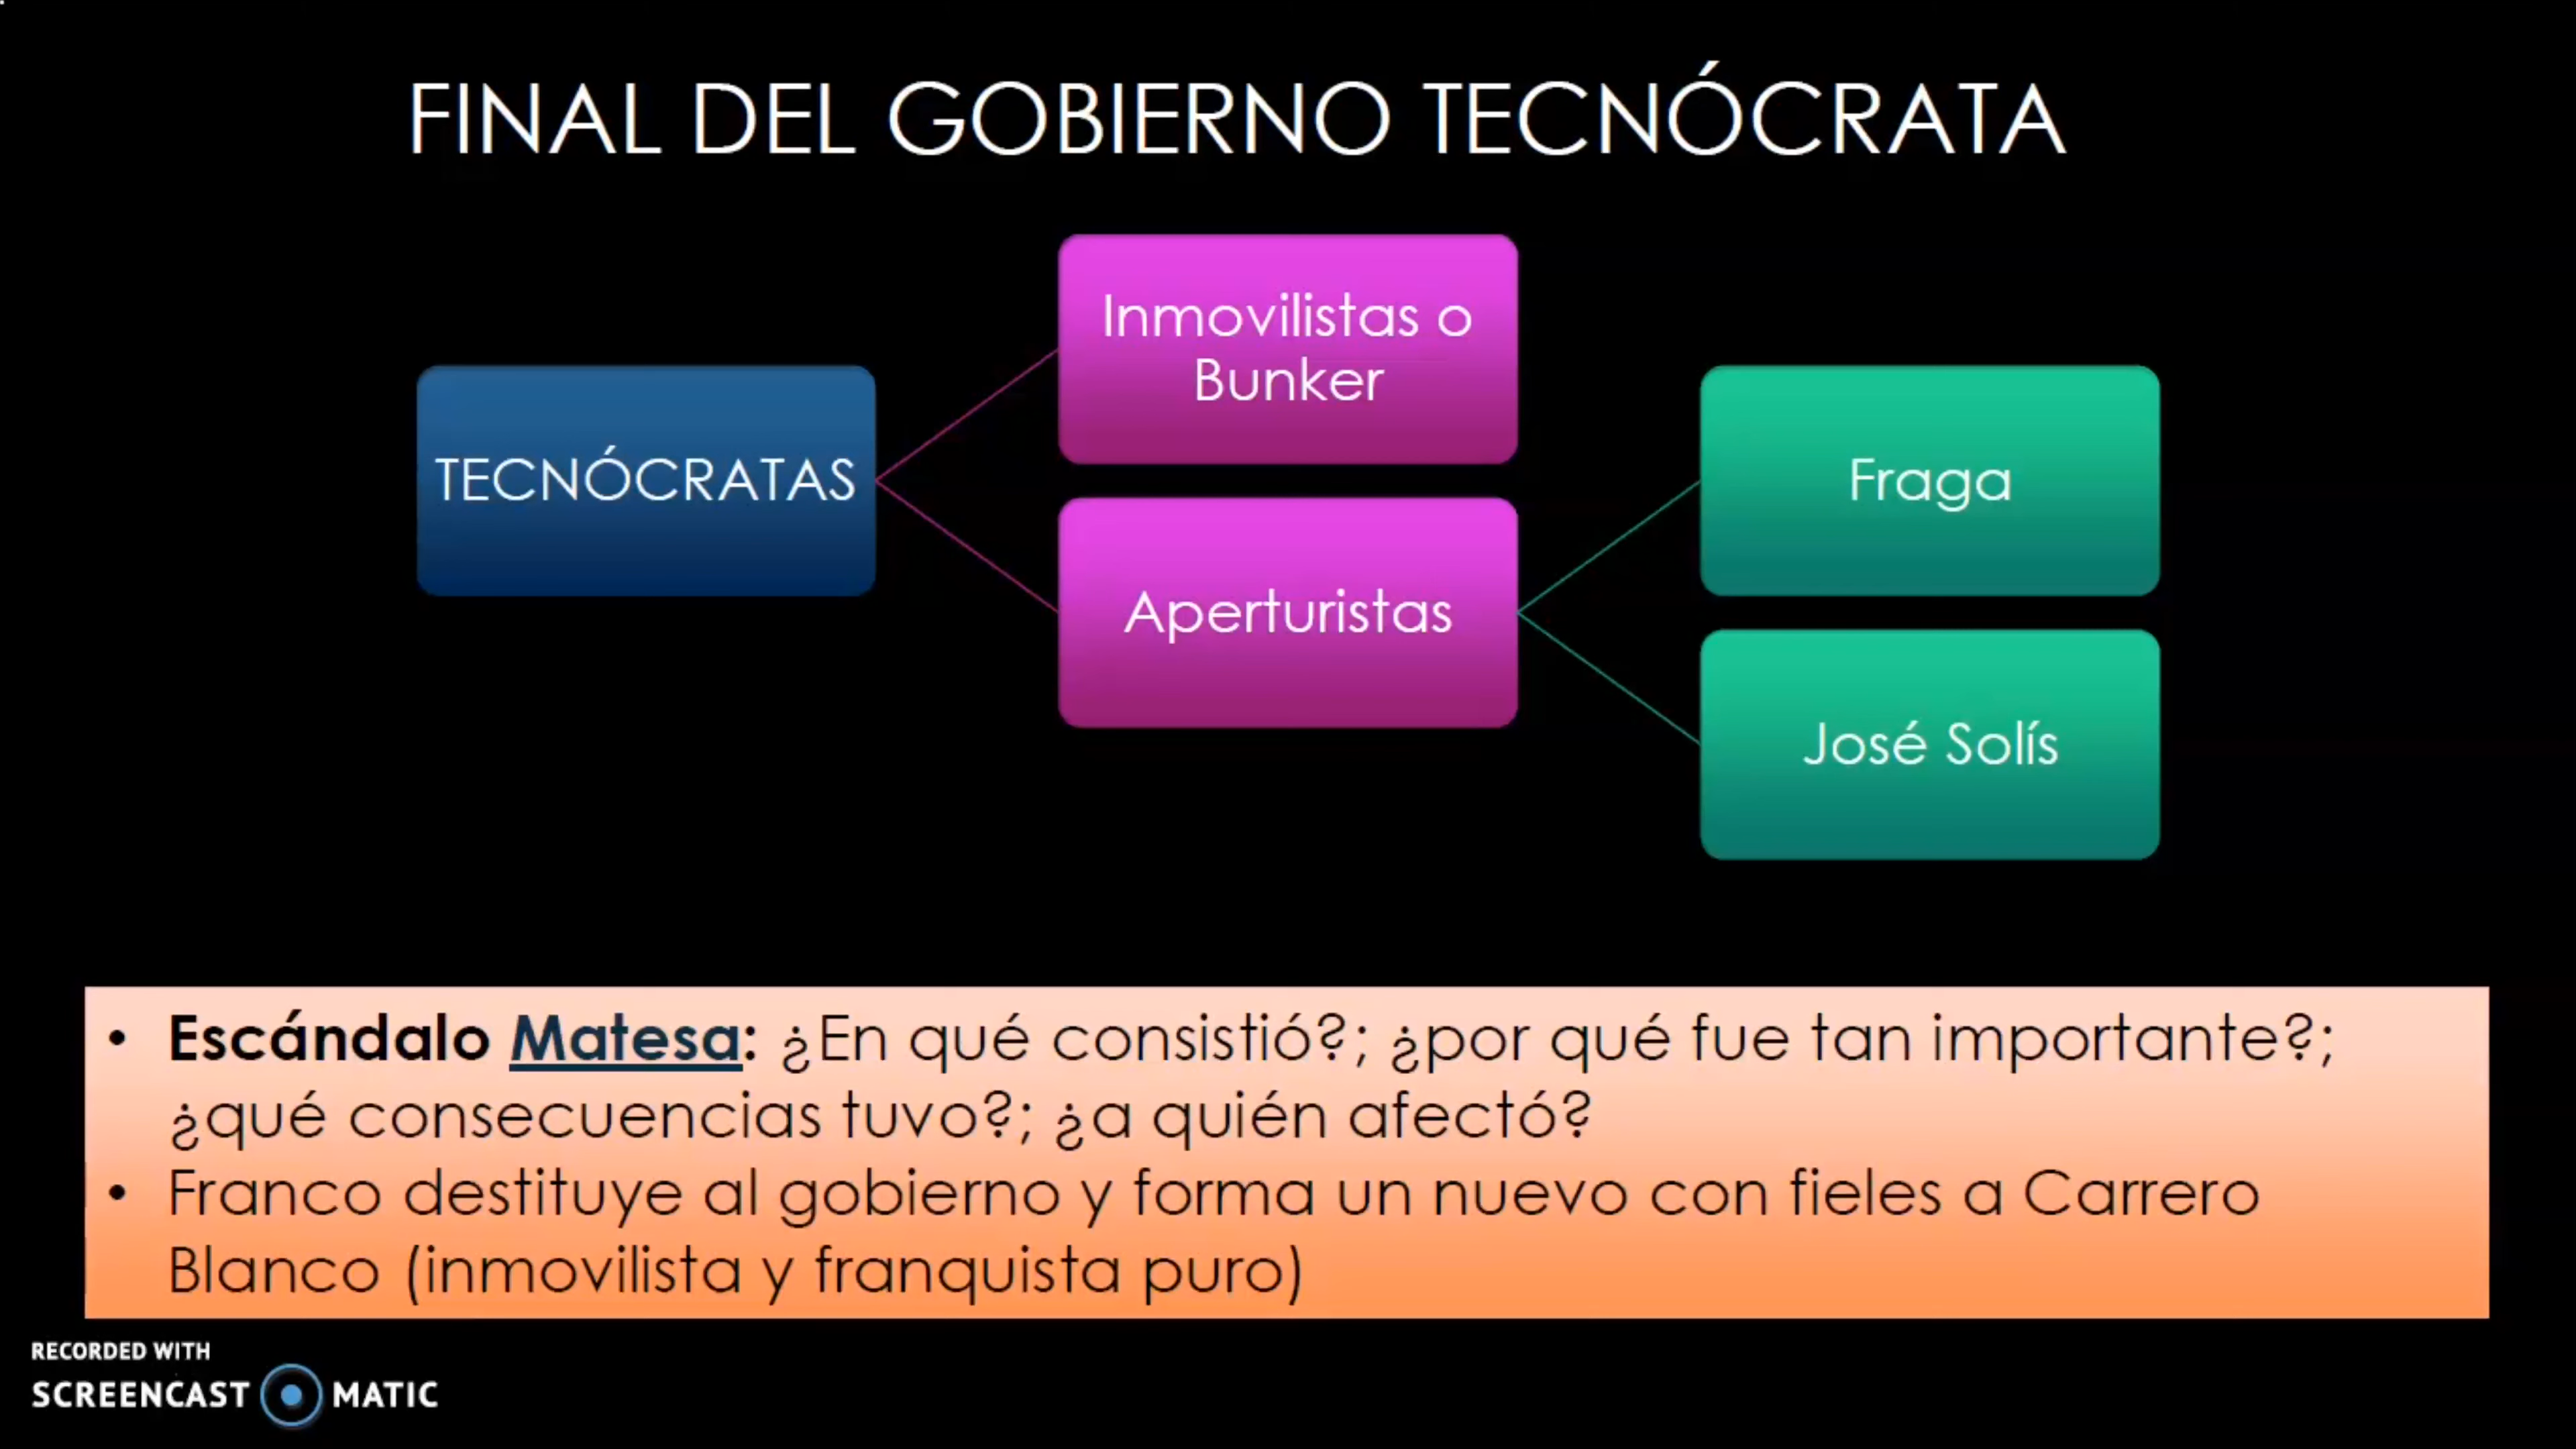 FINAL DEL GOBIERNO TECNÓCRATA
TECNÓCRATAS
Inmovilistas o
Bunker
Aperturistas
Fraga
José Solís
• Escándalo Matesa: ¿En qué consistió?; ¿por qué fue tan importante?;
¿qué consecuencias tuvo?; ¿a quién afectó?
• Franco destituye al gobierno y forma un nuevo con fieles a Carrero
Blanco (inmovilista y franquista puro)
RECORDED WITH
SCREENCAST MATIC